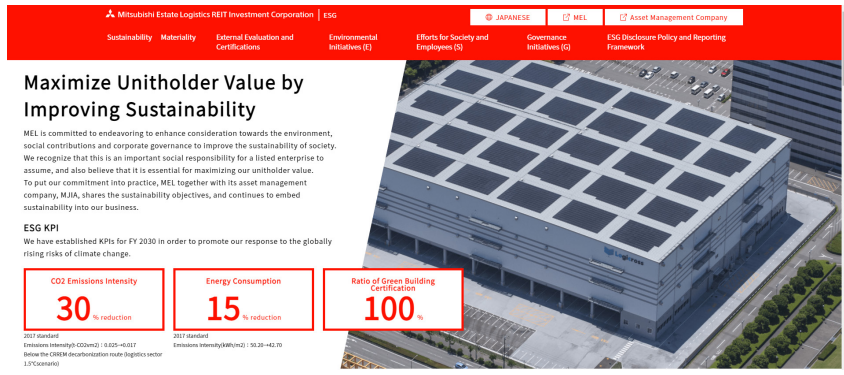 Mitsubishi Estate Logistics REIT Investment Corporation | ESG
JAPANESE
MEL
Asset Management Company
Sustainability
Materiality
External Evaluation and
Certifications
Environmental
Initiatives (E)
Efforts for Society and
Employees (S)
Governance
Initiatives (G)
ESG Disclosure Policy and Reporting
Framework
Maximize Unitholder Value by
Improving Sustainability
MEL is committed to endeavoring to enhance consideration towards the environment,
social contributions and corporate governance to improve the sustainability of society.
We recognize that this is an important social responsibility for a listed enterprise to
assume, and also believe that it is essential for maximizing our unitholder value.
To put our commitment into practice, MEL together with its asset management
company, MJIA, shares the sustainability objectives, and continues to embed
sustainability into our business.
ESG KPI
We have established KPIs for FY 2030 in order to promote our response to the globally
rising risks of climate change.
CO2 Emissions Intensity
30 % reduction
2017 standard
Emissions Intensity(t-CO2vm2)：0.025→0.017
Below the CRREM decarbonization route (logistics sector
1.5°Cscenario)
Energy Consumption
15 % reduction
2017 standard
Emissions Intensity(kWh/m2)：50.20→42.70
Ratio of Green Building
Certification
100 %
Logicross